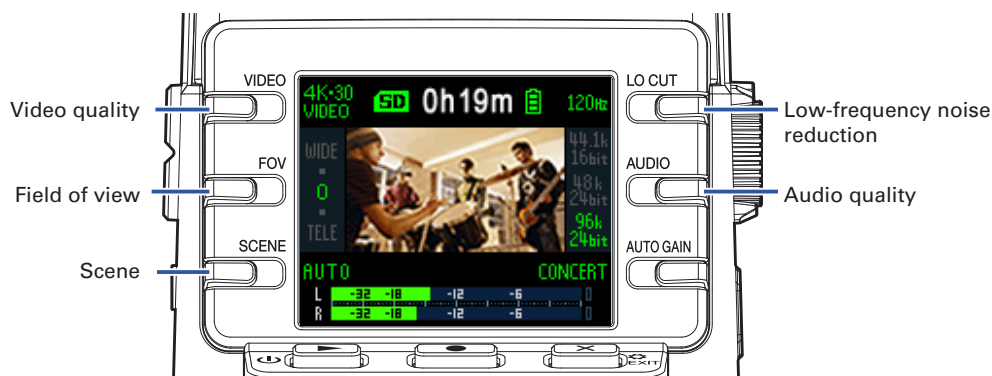 VIDEO
LO CUT
4K•30
VIDEO
SD 0h19m
120Hz
Video quality
Low-frequency noise
reduction
WIDE
0
TELE
44.1k
16bit
48k
24bit
96k
24bit
FOV
AUDIO
Field of view
Audio quality
SCENE
AUTO GAIN
Scene
AUTO
CONCERT
L -32 -18 -12 -6 0
R -32 -18 -12 -6 0
EXIT